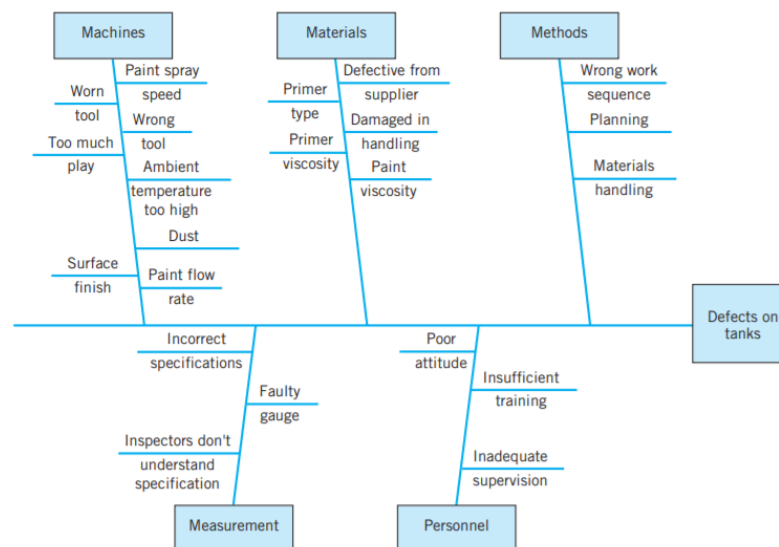 Machines
Materials
Methods
Paint spray
speed
Worn
tool
Wrong
tool
Too much
play
Ambient
temperature
too high
Dust
Surface
finish
Paint flow
rate
Defective from
supplier
Primer
type
Damaged in
handling
Primer
viscosity
Paint
viscosity
Wrong work
sequence
Planning
Materials
handling
Defects on
tanks
Incorrect
specifications
Faulty
gauge
Inspectors don't
understand
specification
Poor
attitude
Insufficient
training
Inadequate
supervision
Measurement
Personnel